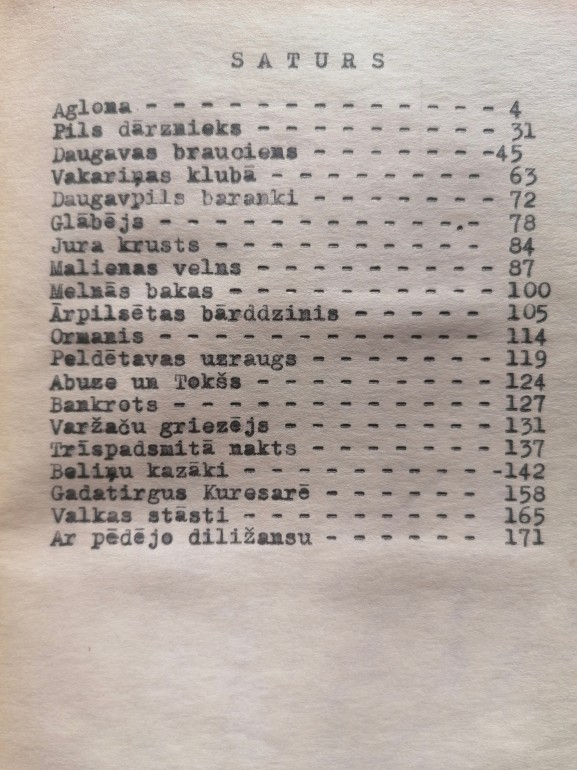 SATURS
Aglona - - - - - - - - - - - - - - 4
Pils dārznieks - - - - - - - - - 31
Daugavas brauciens - - - - - - -45
Vakariņas klubā - - - - - - - - 63
Daugavpils baranki - - - - - - - 72
Glābējs - - - - - - - - - - - -.- 78
Jura krusts - - - - - - - - - - 84
Malienas velns - - - - - - - - - 87
Melnās bakas - - - - - - - - - - 100
Ārpilsētas bārddzinis - - - - - 105
Ormanis - - - - - - - - - - - - 114
Peldētavas uzraugs - - - - - - - 119
Abuze un Tokšs - - - - - - - - - 124
Bankrots - - - - - - - - - - - - 127
Varžaču griezējs - - - - - - - - 131
Trīspadsmitā nakts - - - - - - - 137
Beliņu kazāki - - - - - - - - - -142
Gadatirgus Kuresarē - - - - - - 158
Valkas stāsti - - - - - - - - - 165
Ar pēdējo diližansu - - - - - - 171